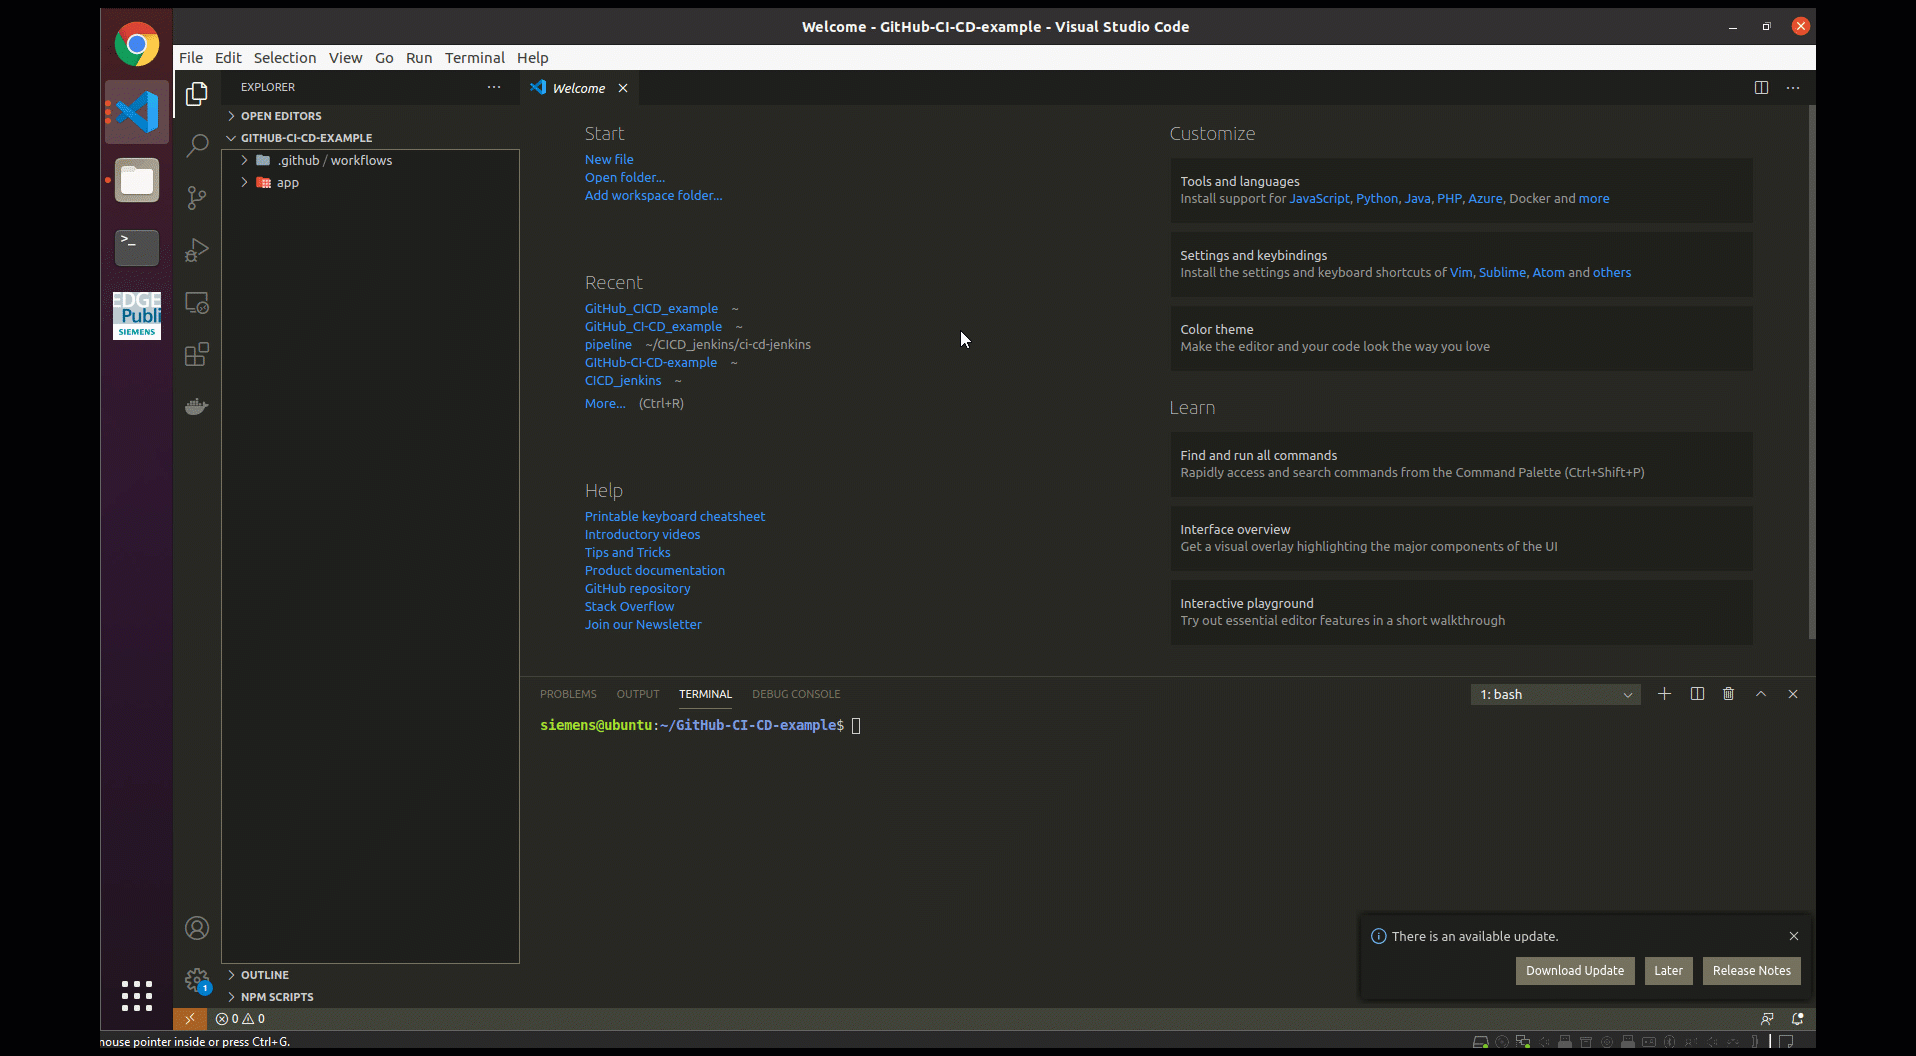 Welcome - GitHub-CI-CD-example - Visual Studio Code
File Edit Selection View Go Run Terminal Help
EXPLORER
OPEN EDITORS
GITHUB-CI-CD-EXAMPLE
.github / workflows
app
OUTLINE
NPM SCRIPTS
Welcome
Start
New file
Open folder...
Add workspace folder...
Recent
GitHub_CICD_example ~
GitHub_CI-CD_example ~
pipeline ~/CICD_jenkins/ci-cd-jenkins
GitHub-CI-CD-example ~
CICD_jenkins ~
More... (Ctrl+R)
Help
Printable keyboard cheatsheet
Introductory videos
Tips and Tricks
Product documentation
GitHub repository
Stack Overflow
Join our Newsletter
Customize
Tools and languages
Install support for JavaScript, Python, Java, PHP, Azure, Docker and more
Settings and keybindings
Install the settings and keyboard shortcuts of Vim, Sublime, Atom and others
Color theme
Make the editor and your code look the way you love
Learn
Find and run all commands
Rapidly access and search commands from the Command Palette (Ctrl+Shift+P)
Interface overview
Get a visual overlay highlighting the major components of the UI
Interactive playground
Try out essential editor features in a short walkthrough
PROBLEMS OUTPUT TERMINAL DEBUG CONSOLE
1: bash
siemens@ubuntu:~/GitHub-CI-CD-example$
There is an available update.
Download Update Later Release Notes
EDGE
Publi
SIEMENS
>_
1
0 0
nouse pointer inside or press Ctrl+G.